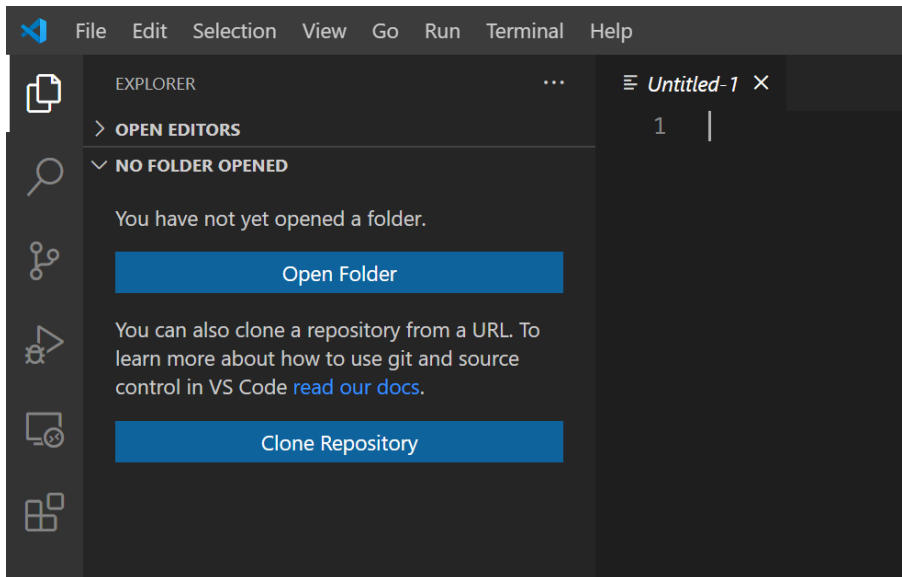 File Edit Selection View Go Run Terminal Help
EXPLORER ···
OPEN EDITORS
NO FOLDER OPENED
You have not yet opened a folder.
Open Folder
You can also clone a repository from a URL. To
learn more about how to use git and source
control in VS Code read our docs.
Clone Repository
Untitled-1
1